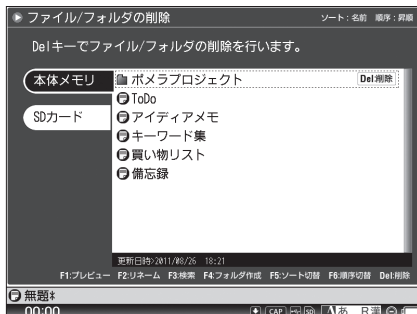 ファイル/フォルダの削除 ソート：名前 順序：昇順
Delキーでファイル/フォルダの削除を行います。
本体メモリ
SDカード
ポメラプロジェクト Del:削除
ToDo
アイディアメモ
キーワード集
買い物リスト
備忘録
更新日時>2011/08/26 18:21
F1:プレビュー F2:リネーム F3:検索 F4:フォルダ作成 F5:ソート切替 F6:順序切替 Del:削除
無題*
00:00 CAP SD あ R漢